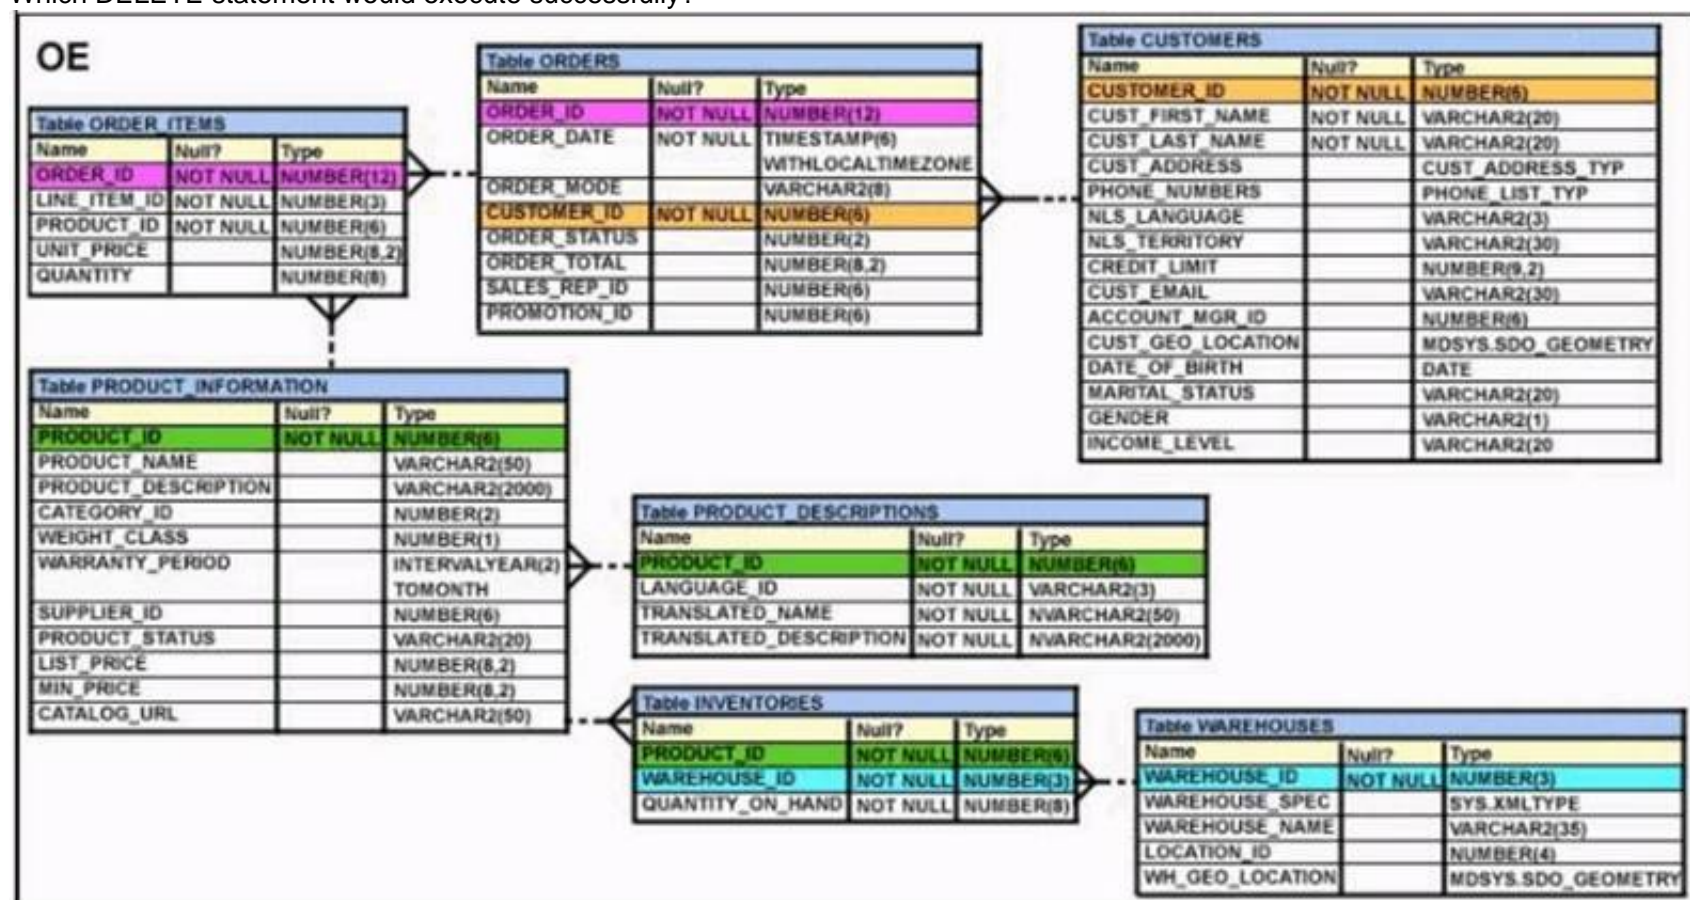 Which DELETE statement would execute successfully?
OE
Table ORDER_ITEMS
Name Null? Type
ORDER_ID NOT NULL NUMBER(12)
LINE_ITEM_ID NOT NULL NUMBER(3)
PRODUCT_ID NOT NULL NUMBER(6)
UNIT_PRICE NUMBER(8,2)
QUANTITY NUMBER(8)
Table ORDERS
Name Null? Type
ORDER_ID NOT NULL NUMBER(12)
ORDER_DATE NOT NULL TIMESTAMP(6)
WITHLOCALTIMEZONE
ORDER_MODE VARCHAR2(8)
CUSTOMER_ID NOT NULL NUMBER(6)
ORDER_STATUS NUMBER(2)
ORDER_TOTAL NUMBER(8,2)
SALES_REP_ID NUMBER(6)
PROMOTION_ID NUMBER(6)
Table CUSTOMERS
Name Null? Type
CUSTOMER_ID NOT NULL NUMBER(6)
CUST_FIRST_NAME NOT NULL VARCHAR2(20)
CUST_LAST_NAME NOT NULL VARCHAR2(20)
CUST_ADDRESS CUST_ADDRESS_TYP
PHONE_NUMBERS PHONE_LIST_TYP
NLS_LANGUAGE VARCHAR2(3)
NLS_TERRITORY VARCHAR2(30)
CREDIT_LIMIT NUMBER(9,2)
CUST_EMAIL VARCHAR2(30)
ACCOUNT_MGR_ID NUMBER(6)
CUST_GEO_LOCATION MDSYS.SDO_GEOMETRY
DATE_OF_BIRTH DATE
MARITAL_STATUS VARCHAR2(20)
GENDER VARCHAR2(1)
INCOME_LEVEL VARCHAR2(20
Table PRODUCT_INFORMATION
Name Null? Type
PRODUCT_ID NOT NULL NUMBER(6)
PRODUCT_NAME VARCHAR2(50)
PRODUCT_DESCRIPTION VARCHAR2(2000)
CATEGORY_ID NUMBER(2)
WEIGHT_CLASS NUMBER(1)
WARRANTY_PERIOD INTERVALYEAR(2)
TOMONTH
SUPPLIER_ID NUMBER(6)
PRODUCT_STATUS VARCHAR2(20)
LIST_PRICE NUMBER(8,2)
MIN_PRICE NUMBER(8,2)
CATALOG_URL VARCHAR2(50)
Table PRODUCT_DESCRIPTIONS
Name Null? Type
PRODUCT_ID NOT NULL NUMBER(6)
LANGUAGE_ID NOT NULL VARCHAR2(3)
TRANSLATED_NAME NOT NULL NVARCHAR2(50)
TRANSLATED_DESCRIPTION NOT NULL NVARCHAR2(2000)
Table INVENTORIES
Name Null? Type
PRODUCT_ID NOT NULL NUMBER(6)
WAREHOUSE_ID NOT NULL NUMBER(3)
QUANTITY_ON_HAND NOT NULL NUMBER(8)
Table WAREHOUSES
Name Null? Type
WAREHOUSE_ID NOT NULL NUMBER(3)
WAREHOUSE_SPEC SYS.XMLTYPE
WAREHOUSE_NAME VARCHAR2(35)
LOCATION_ID NUMBER(4)
WH_GEO_LOCATION MDSYS.SDO_GEOMETRY